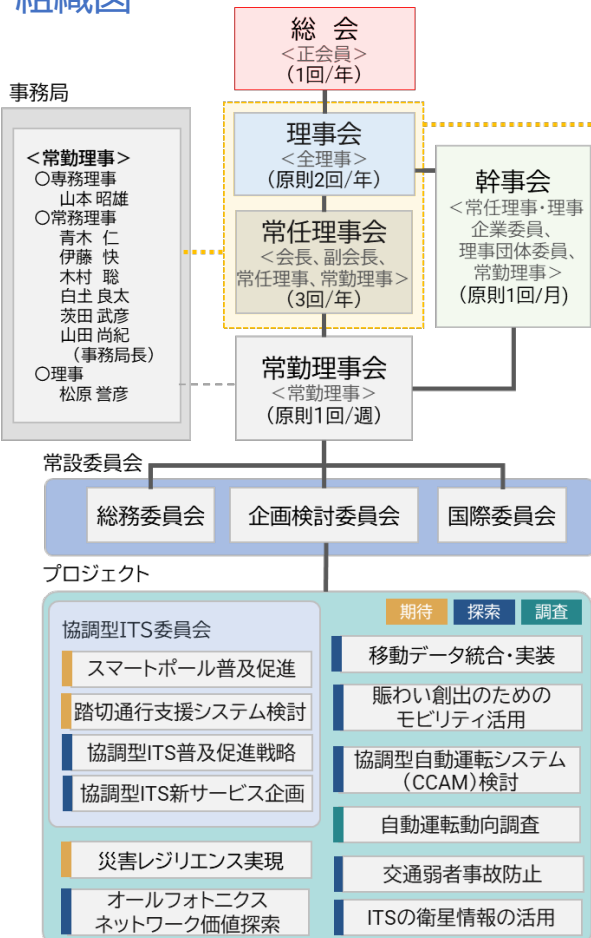 組織図
総 会
<正会員>
(1回/年)
事務局
<常勤理事>
〇専務理事
山本 昭雄
〇常務理事
青木 仁
伊藤 快
木村 聡
白𡈽 良太
茨田 武彦
山田 尚紀
(事務局長)
〇理事
松原 誉彦
理事会
<全理事>
(原則2回/年)
常任理事会
<会長、副会長、
常任理事、常勤理事>
(3回/年)
幹事会
<常任理事・理事
企業委員、
理事団体委員、
常勤理事>
(原則1回/月)
常勤理事会
<常勤理事>
(原則1回/週)
常設委員会
総務委員会
企画検討委員会
国際委員会
プロジェクト
期待
探索
調査
協調型ITS委員会
スマートポール普及促進
踏切通行支援システム検討
協調型ITS普及促進戦略
協調型ITS新サービス企画
災害レジリエンス実現
オールフォトニクス
ネットワーク価値探索
移動データ統合・実装
賑わい創出のための
モビリティ活用
協調型自動運転システム
(CCAM)検討
自動運転動向調査
交通弱者事故防止
ITSの衛星情報の活用